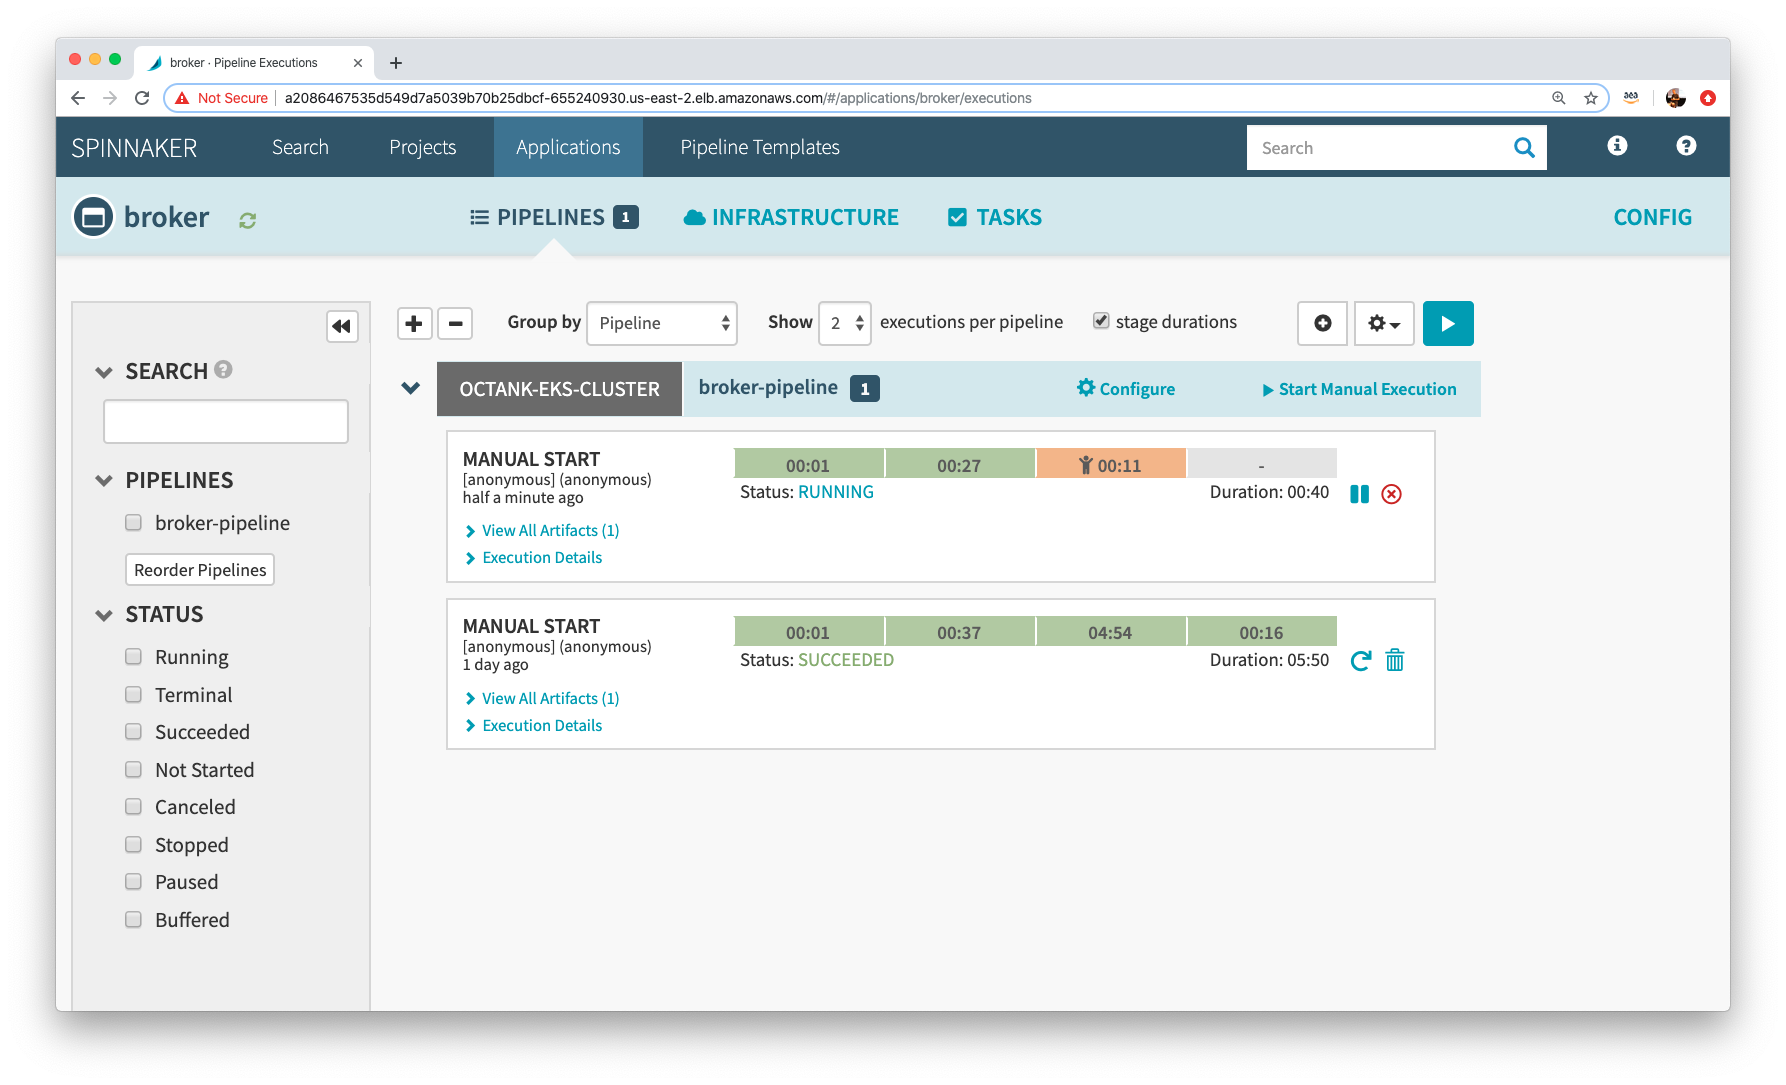 broker · Pipeline Executions
Not Secure | a2086467535d549d7a5039b70b25dbcf-655240930.us-east-2.elb.amazonaws.com/#/applications/broker/executions
SPINNAKER Search Projects Applications Pipeline Templates Search
broker PIPELINES 1 INFRASTRUCTURE TASKS CONFIG
Group by Pipeline Show 2 executions per pipeline stage durations
SEARCH
PIPELINES
broker-pipeline
Reorder Pipelines
STATUS
Running
Terminal
Succeeded
Not Started
Canceled
Stopped
Paused
Buffered
OCTANK-EKS-CLUSTER broker-pipeline 1 Configure Start Manual Execution
MANUAL START 00:01 00:27 00:11 -
[anonymous] (anonymous)
half a minute ago
Status: RUNNING Duration: 00:40
View All Artifacts (1)
Execution Details
MANUAL START 00:01 00:37 04:54 00:16
[anonymous] (anonymous)
1 day ago
Status: SUCCEEDED Duration: 05:50
View All Artifacts (1)
Execution Details